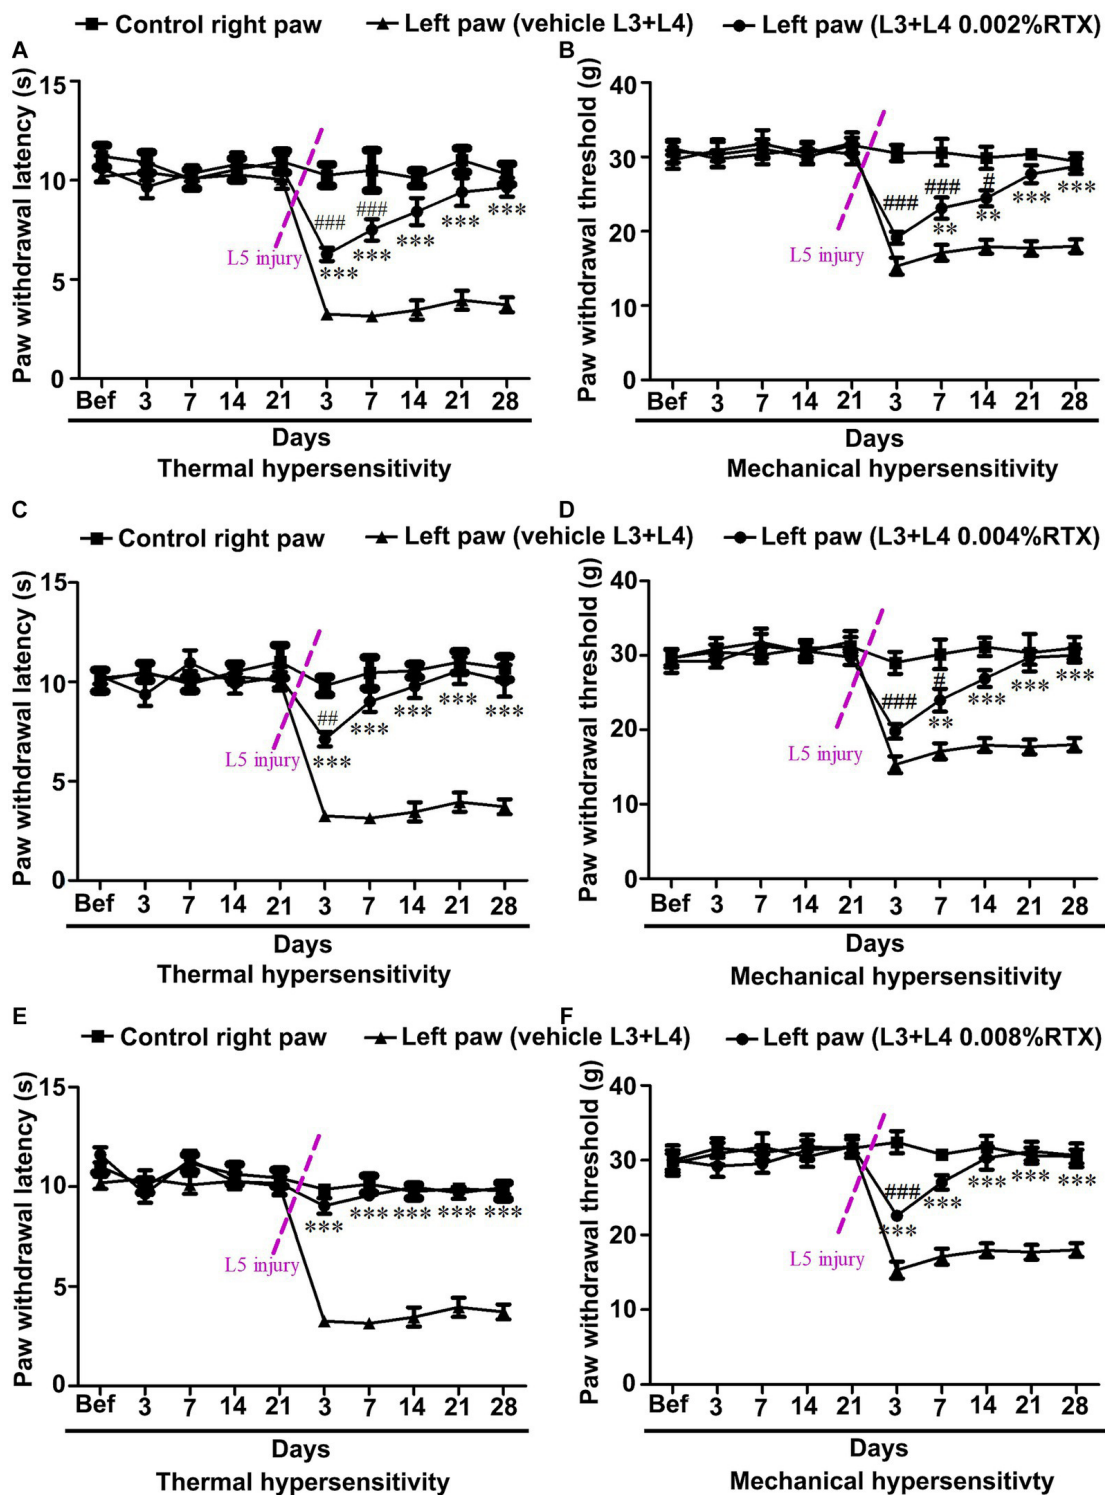 Control right paw Left paw (vehicle L3+L4) Left paw (L3+L4 0.002%RTX)
A
Paw withdrawal latency (s)
15
10
5
0
### ###
*** *** *** *** ***
L5 injury
Bef 3 7 14 21 3 7 14 21 28
Days
Thermal hypersensitivity
B
Paw withdrawal threshold (g)
40
30
20
10
0
### ### #
** ** *** ***
L5 injury
Bef 3 7 14 21 3 7 14 21 28
Days
Mechanical hypersensitivity
C
D
Control right paw Left paw (vehicle L3+L4) Left paw (L3+L4 0.004%RTX)
Paw withdrawal latency (s)
15
10
5
0
##
*** *** *** *** ***
L5 injury
Bef 3 7 14 21 3 7 14 21 28
Days
Thermal hypersensitivity
Paw withdrawal threshold (g)
40
30
20
10
0
### #
** *** *** ***
L5 injury
Bef 3 7 14 21 3 7 14 21 28
Days
Mechanical hypersensitivity
E
F
Control right paw Left paw (vehicle L3+L4) Left paw (L3+L4 0.008%RTX)
Paw withdrawal latency (s)
15
10
5
0
*** *** *** *** ***
L5 injury
Bef 3 7 14 21 3 7 14 21 28
Days
Thermal hypersensitivity
Paw withdrawal threshold (g)
40
30
20
10
0
###
*** *** *** *** ***
L5 injury
Bef 3 7 14 21 3 7 14 21 28
Days
Mechanical hypersensitivty